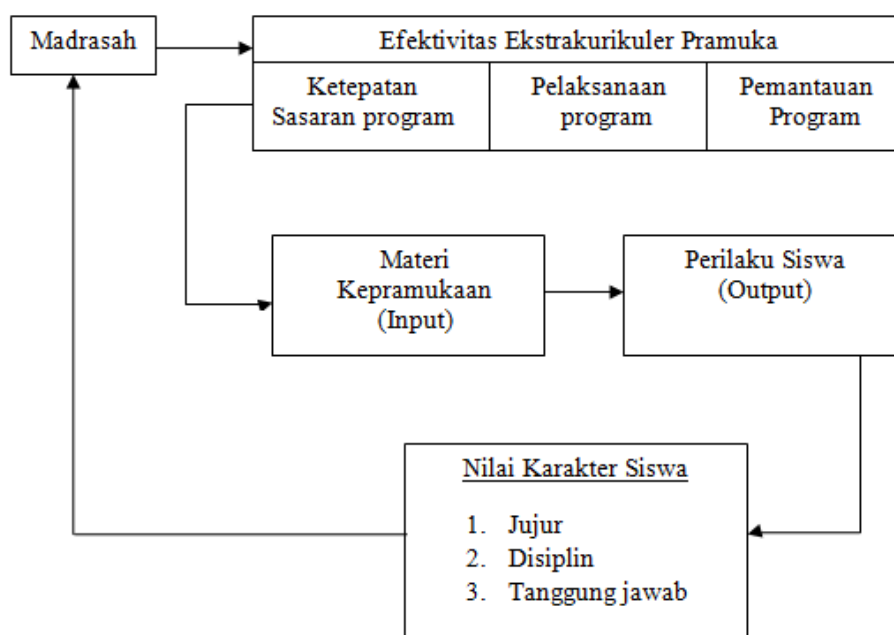 Madrasah
Efektivitas Ekstrakurikuler Pramuka
Ketepatan
Sasaran program
Pelaksanaan
program
Pemantauan
Program
Materi
Kepramukaan
(Input)
Perilaku Siswa
(Output)
Nilai Karakter Siswa
1. Jujur
2. Disiplin
3. Tanggung jawab